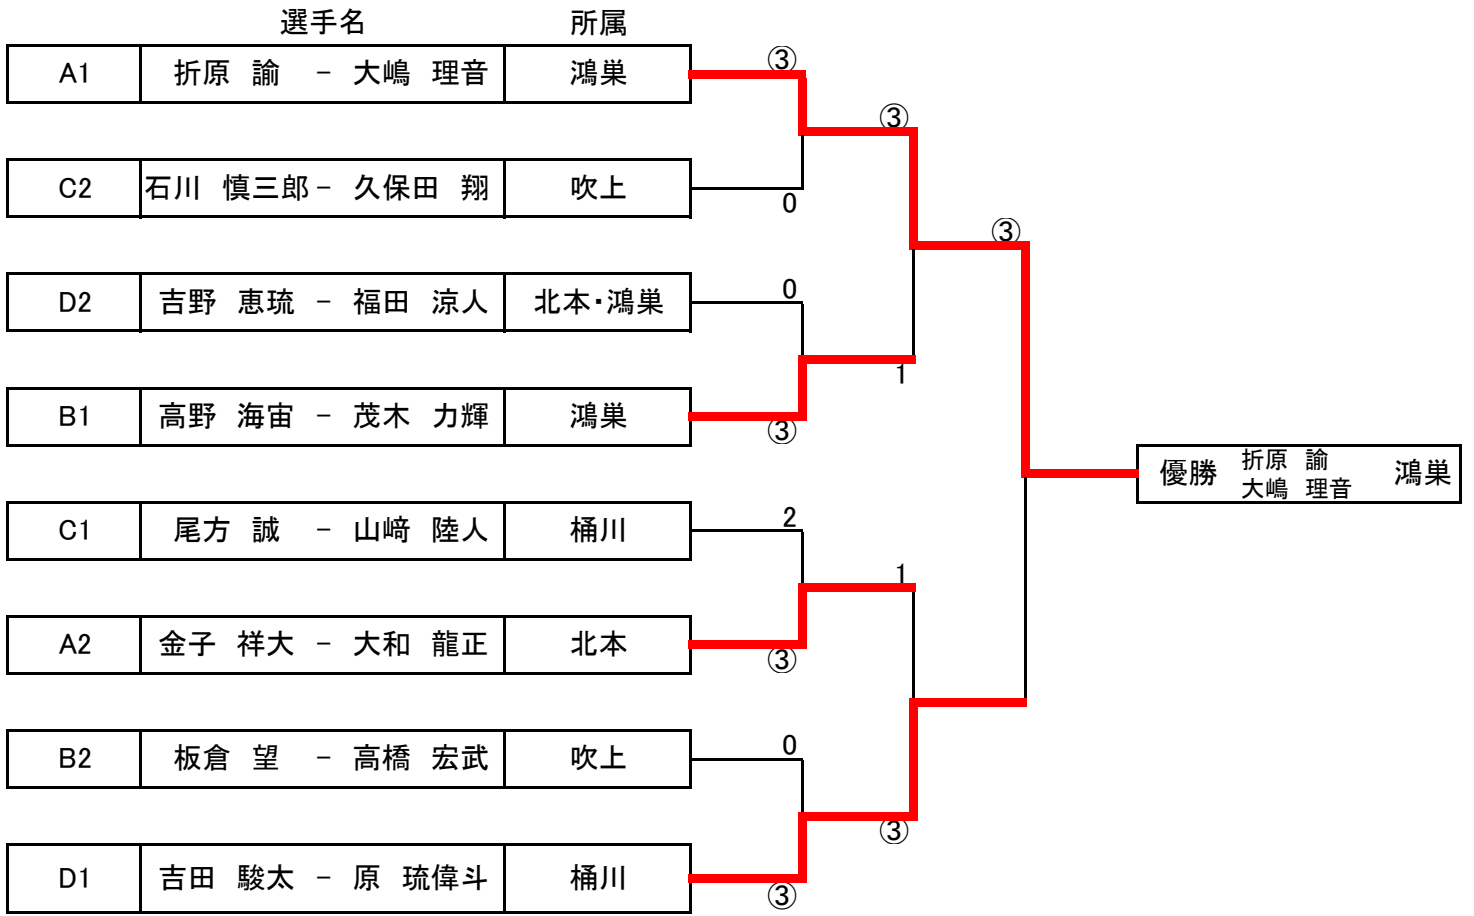 選手名 所属
③
A1 折原 諭 - 大嶋 理音 鴻巣
③
C2 石川 慎三郎 - 久保田 翔 吹上
0
③
D2 吉野 恵琉 - 福田 涼人 北本・鴻巣
0
1
B1 高野 海宙 - 茂木 力輝 鴻巣
③
優勝 折原 諭 鴻巣
大嶋 理音
C1 尾方 誠 - 山﨑 陸人 桶川
2
1
A2 金子 祥大 - 大和 龍正 北本
③
B2 板倉 望 - 高橋 宏武 吹上
0
③
D1 吉田 駿太 - 原 琉偉斗 桶川
③